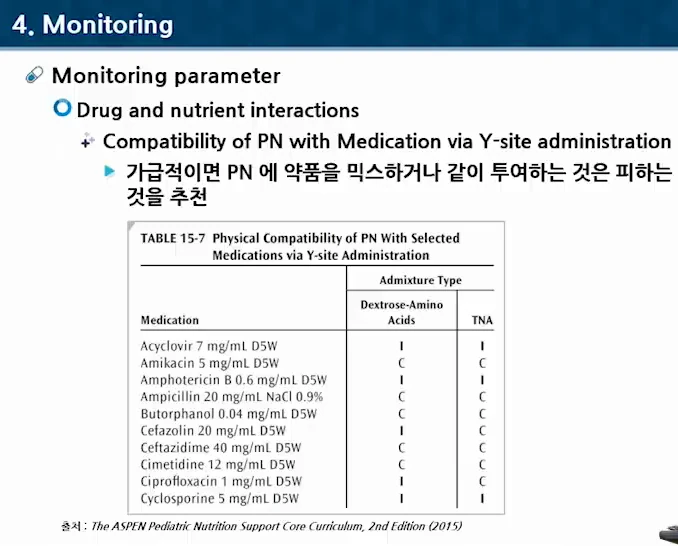 4. Monitoring
Monitoring parameter
Drug and nutrient interactions
Compatibility of PN with Medication via Y-site administration
가급적이면 PN 에 약품을 믹스하거나 같이 투여하는 것은 피하는
것을 추천
TABLE 15-7 Physical Compatibility of PN With Selected
Medications via Y-site Administration
Admixture Type
Dextrose-Amino
Medication Acids TNA
Acyclovir 7 mg/mL D5W I I
Amikacin 5 mg/mL D5W C C
Amphotericin B 0.6 mg/mL D5W I I
Ampicillin 20 mg/mL NaCl 0.9% C C
Butorphanol 0.04 mg/mL D5W C C
Cefazolin 20 mg/mL D5W I C
Ceftazidime 40 mg/mL D5W C C
Cimetidine 12 mg/mL D5W C C
Ciprofloxacin 1 mg/mL D5W I C
Cyclosporine 5 mg/mL D5W I I
출처 : The ASPEN Pediatric Nutrition Support Core Curriculum, 2nd Edition (2015)